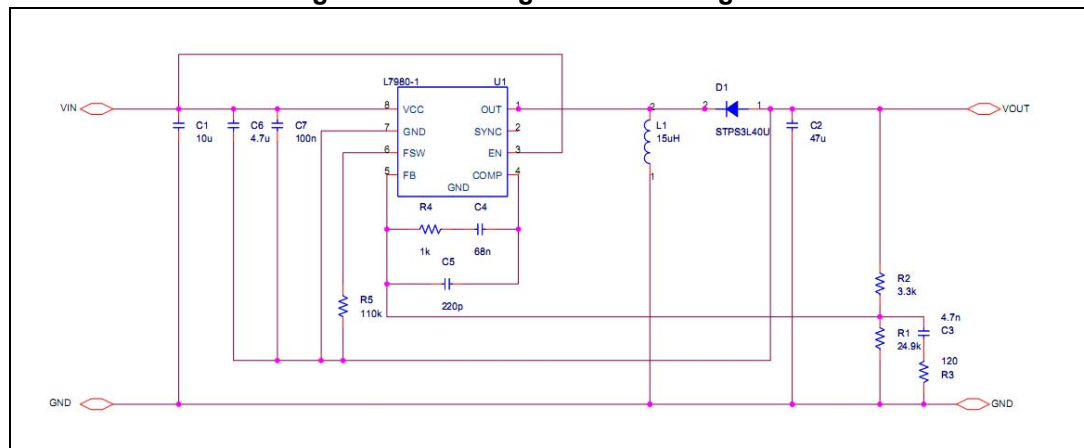 L7980-1 U1
VIN
8 VCC OUT 1
7 GND SYNC 2
6 FSW EN 3
5 FB COMP 4
GND
C1
10u
C6
4.7u
C7
100n
2
L1
15uH
1
D1
2 1
STPS3L40U
C2
47u
VOUT
R4
1k
C4
68n
C5
220p
R5
110k
R2
3.3k
R1
24.9k
4.7n
C3
120
R3
GND
GND